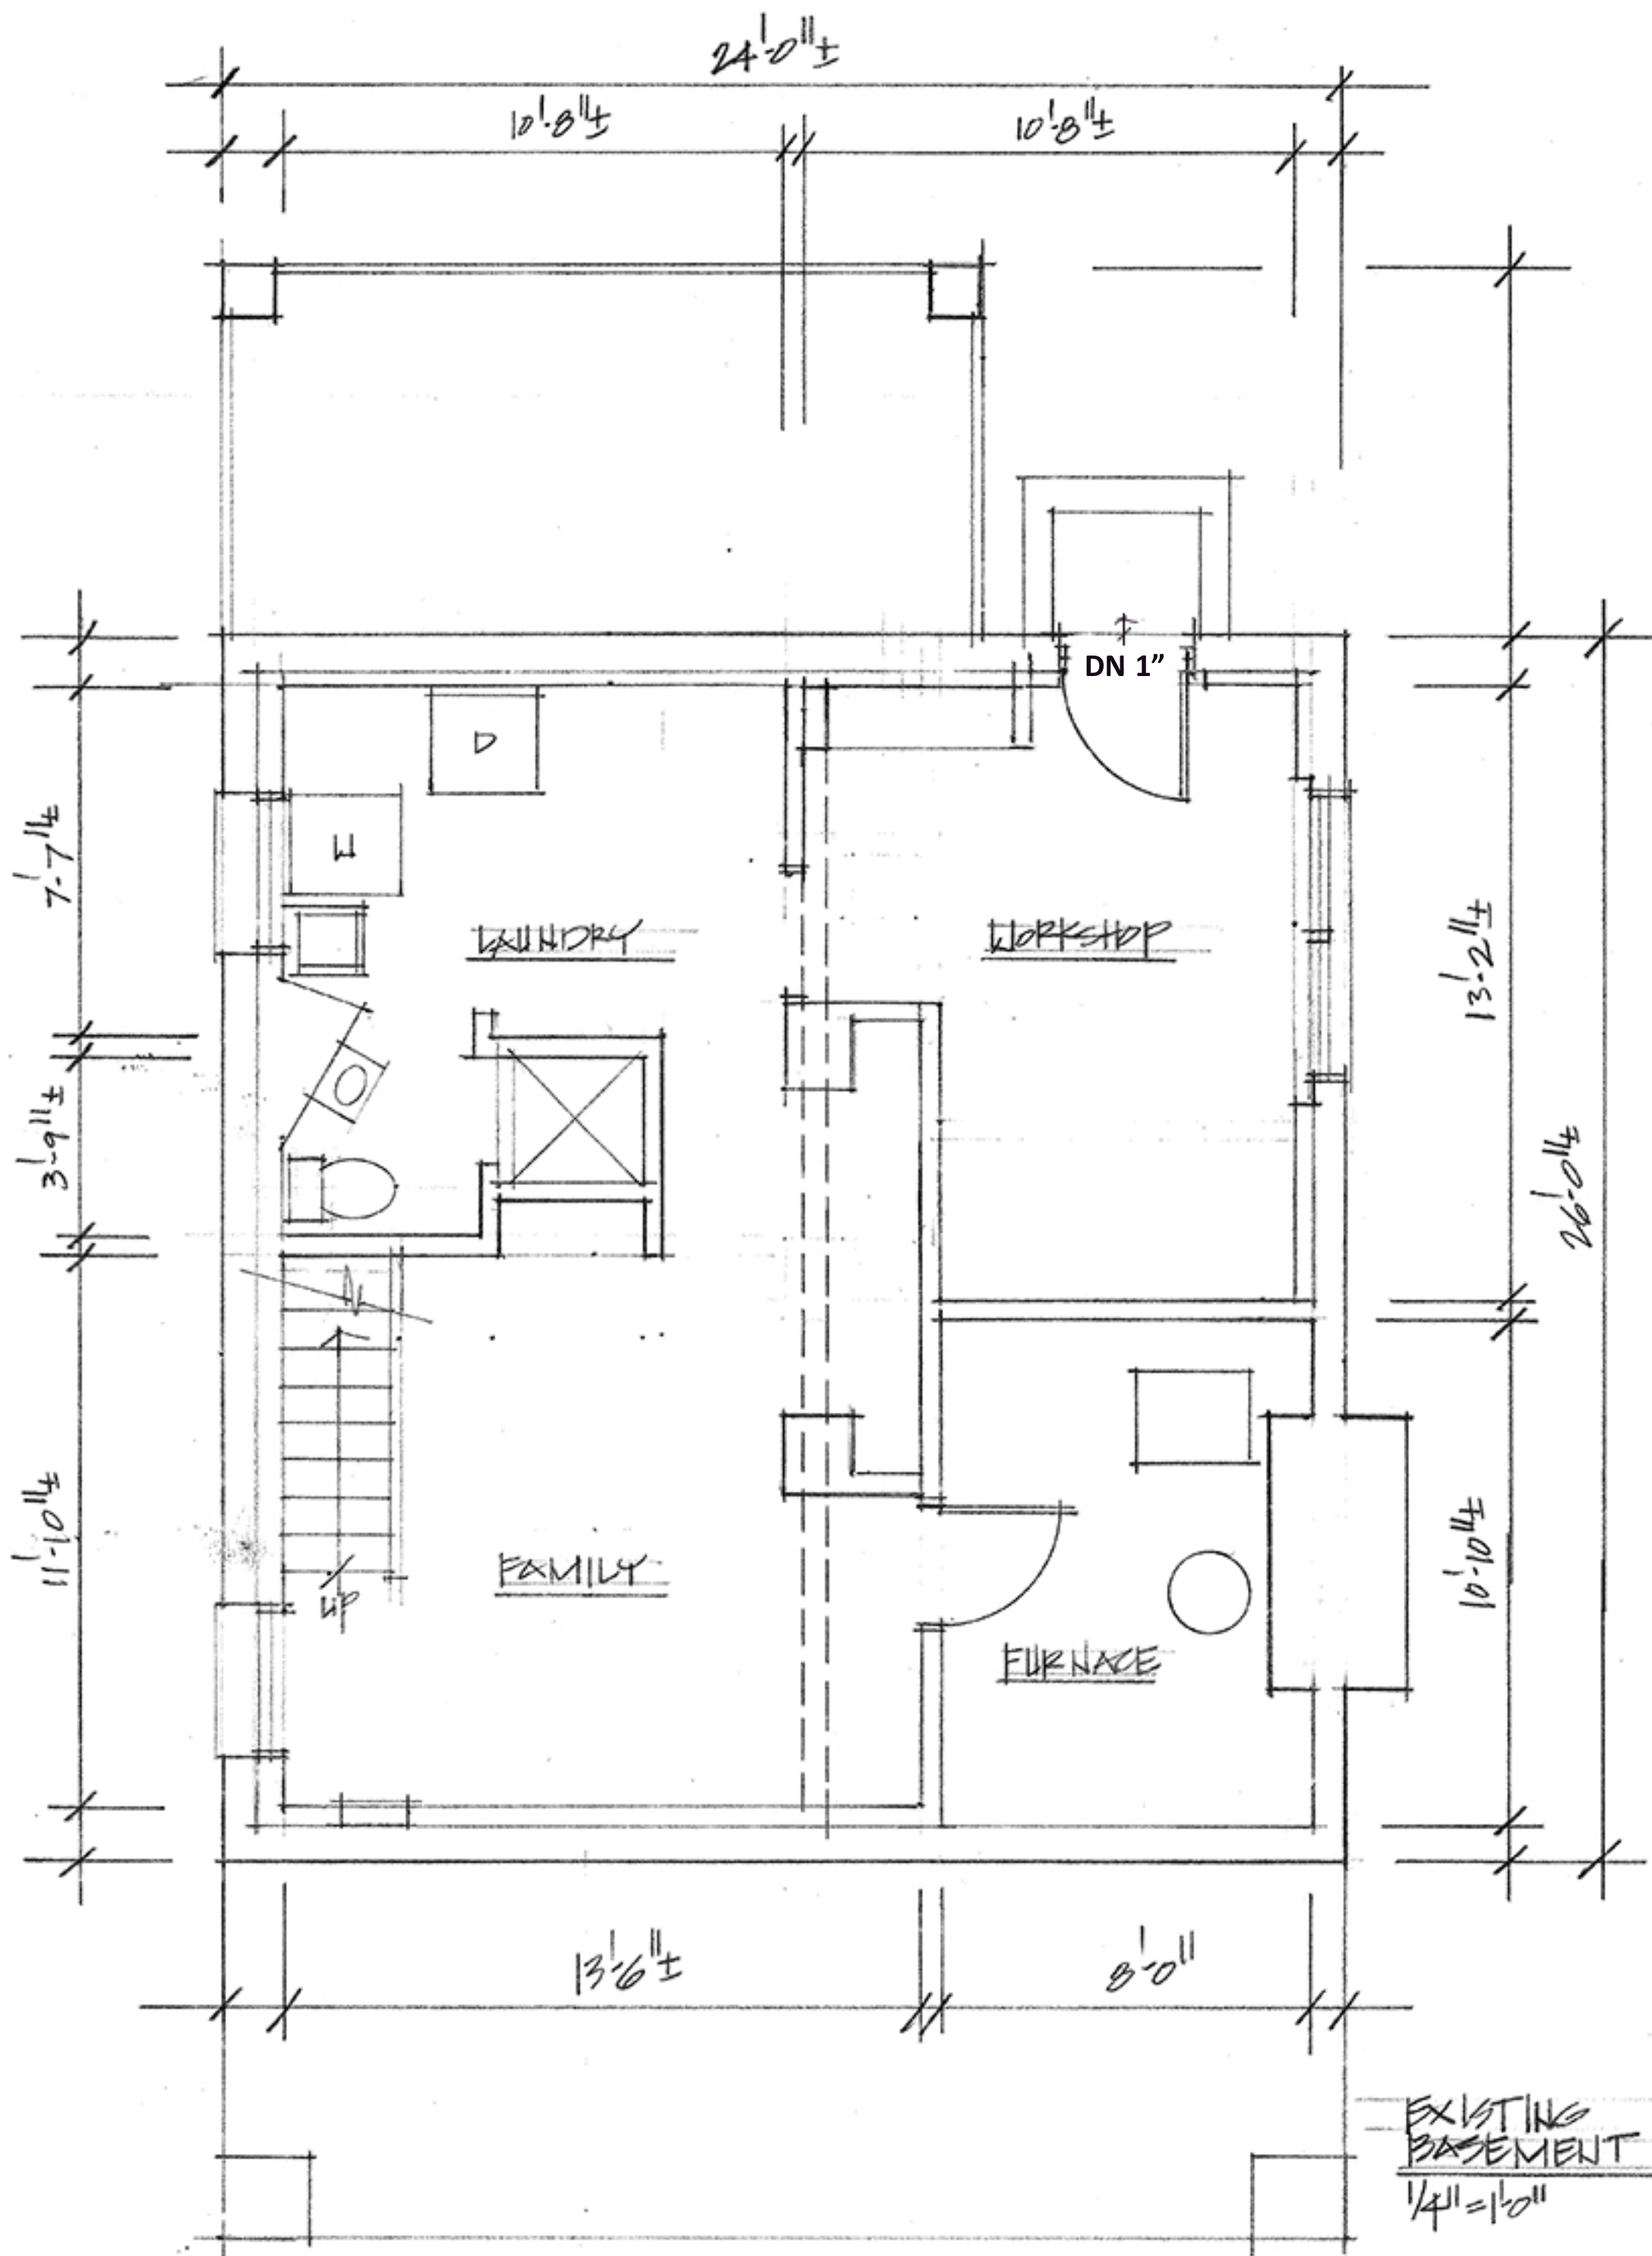 24'-0"±
10'-8"±
10'-8"±
DN 1”
D
W
7'-7"±
LAUNDRY
WORKSHOP
13'-2"±
3'-9"±
26'-0"±
11'-10"±
FAMILY
UP
10'-10"±
FURNACE
13'-6"±
8'-0"
EXISTING
BASEMENT
1/4"=1'-0"